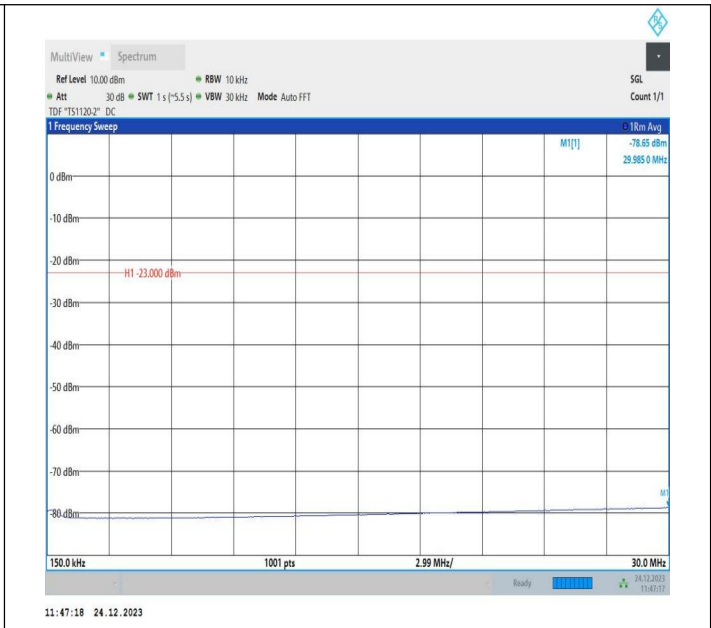 MultiView Spectrum
Ref Level 10.00 dBm RBW 10 kHz SGL
Att 30 dB SWT 1 s (~5.5 s) VBW 30 kHz Mode Auto FFT Count 1/1
TDF "TS1120-2" DC
1 Frequency Sweep 1Rm Avg
M1[1] -78.65 dBm
29.985 0 MHz
0 dBm
-10 dBm
-20 dBm
H1 -23.000 dBm
-30 dBm
-40 dBm
-50 dBm
-60 dBm
-70 dBm
M1
-80 dBm
150.0 kHz 1001 pts 2.99 MHz/ 30.0 MHz
Ready 24.12.2023
11:47:17
11:47:18 24.12.2023